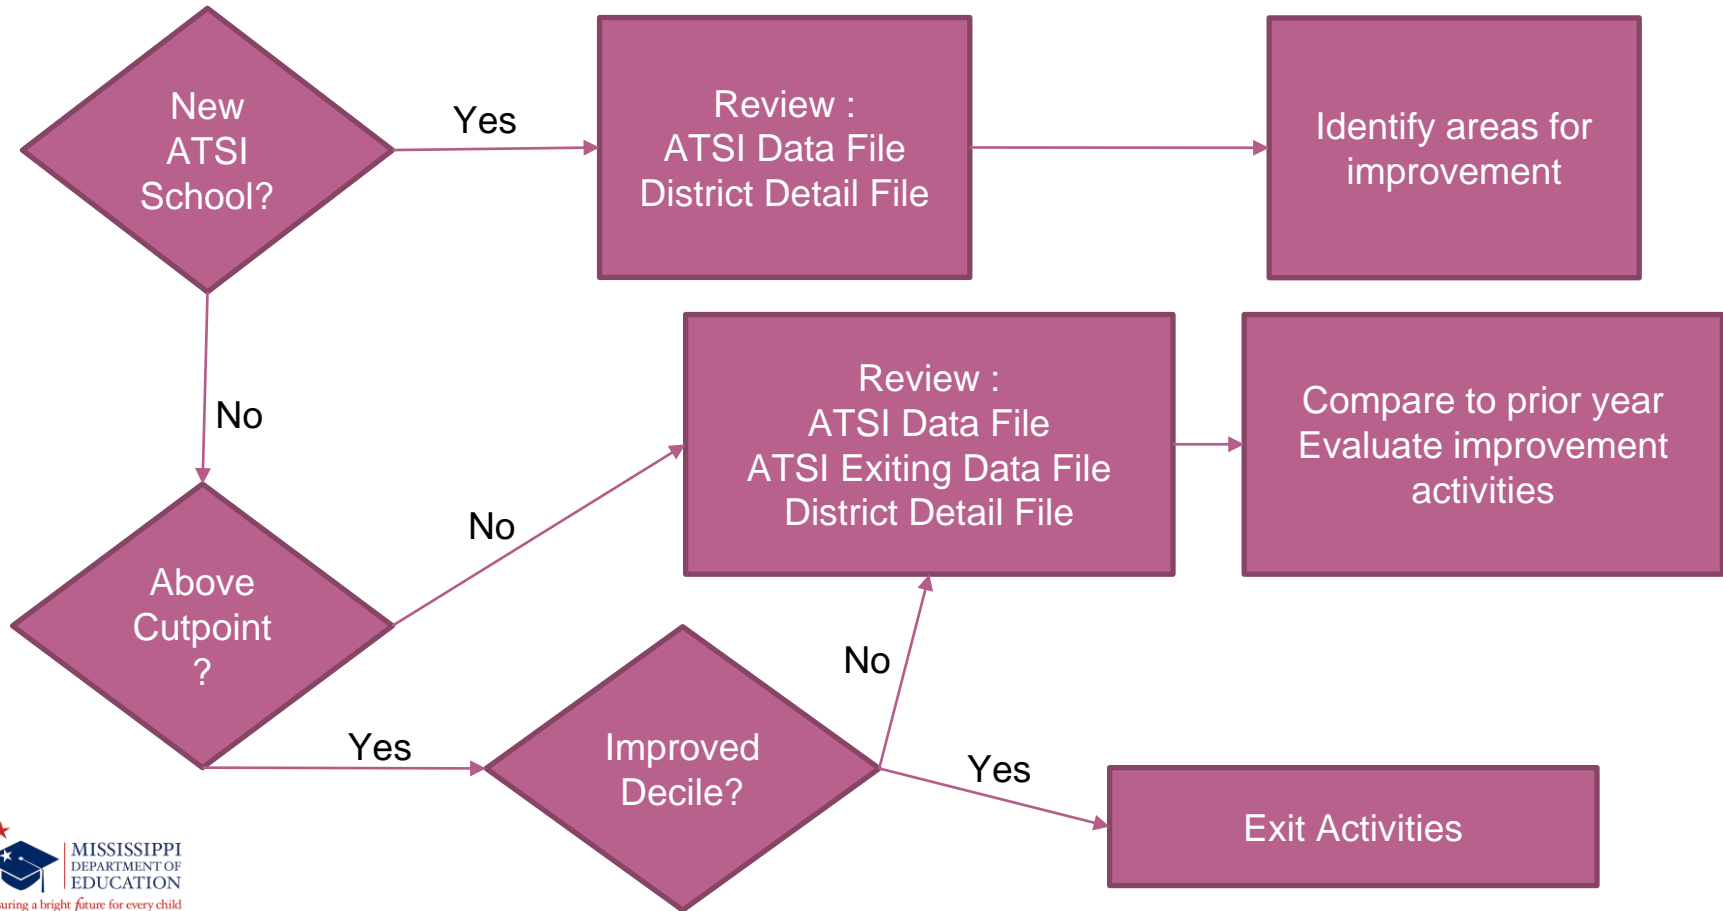 New
ATSI
School?
Yes
Review :
ATSI Data File
District Detail File
Identify areas for
improvement
No
Review :
ATSI Data File
ATSI Exiting Data File
District Detail File
Compare to prior year
Evaluate improvement
activities
No
Above
Cutpoint
?
Yes
Improved
Decile?
No
Yes
Exit Activities
MISSISSIPPI
DEPARTMENT OF
EDUCATION
suring a bright future for every child